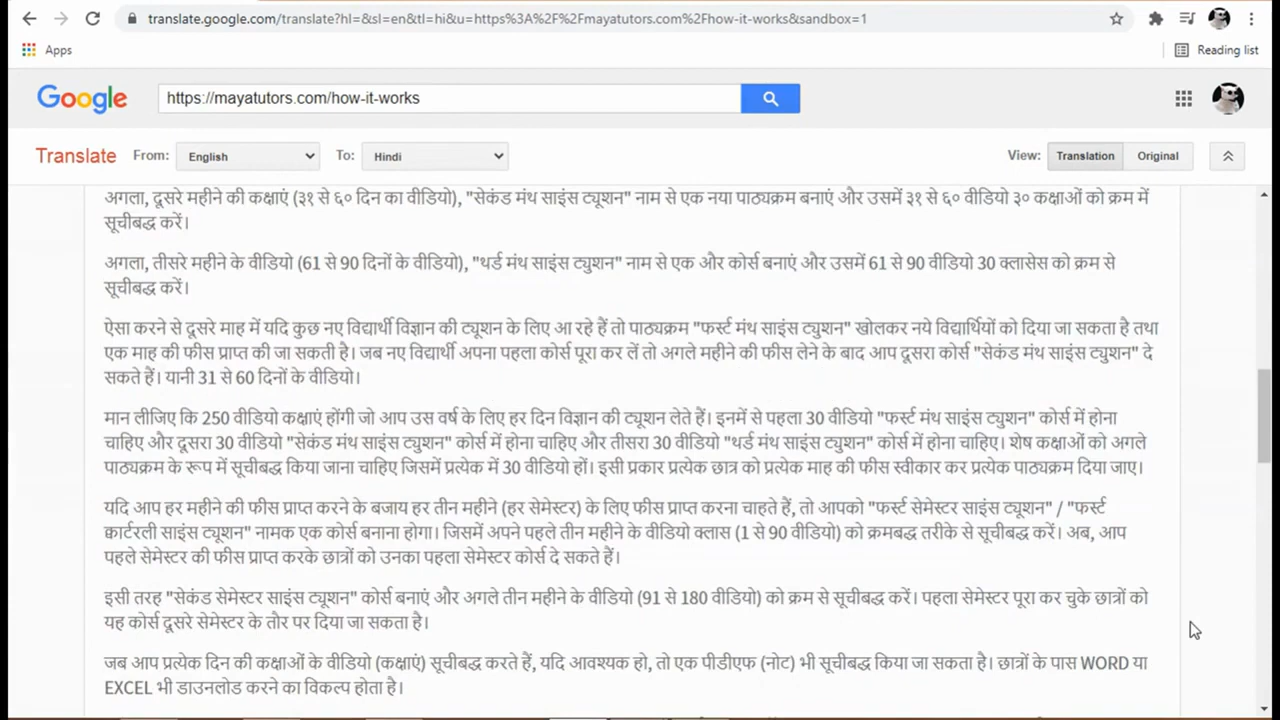 translate.google.com/translate?hl=&sl=en&tl=hi&u=https%3A%2F%2Fmayatutors.com%2Fhow-it-works&sandbox=1
Apps
Reading list
Google
https://mayatutors.com/how-it-works
Translate
From:
English
To:
Hindi
View:
Translation
Original
अगला, दूसरे महीने की कक्षाएं (३१ से ६० दिन का वीडियो), "सेकंड मंथ साइंस ट्यूशन" नाम से एक नया पाठ्यक्रम बनाएं और उसमें ३१ से ६० वीडियो ३० कक्षाओं को क्रम में
सूचीबद्ध करें।
अगला, तीसरे महीने के वीडियो (61 से 90 दिनों के वीडियो), "थर्ड मंथ साइंस ट्युशन" नाम से एक और कोर्स बनाएं और उसमें 61 से 90 वीडियो 30 क्लासेस को क्रम से
सूचीबद्ध करें।
ऐसा करने से दूसरे माह में यदि कुछ नए विद्यार्थी विज्ञान की ट्यूशन के लिए आ रहे हैं तो पाठ्यक्रम "फर्स्ट मंथ साइंस ट्युशन" खोलकर नये विद्यार्थियों को दिया जा सकता है तथा
एक माह की फीस प्राप्त की जा सकती है। जब नए विद्यार्थी अपना पहला कोर्स पूरा कर लें तो अगले महीने की फीस लेने के बाद आप दूसरा कोर्स "सेकंड मंथ साइंस ट्युशन" दे
सकते हैं। यानी 31 से 60 दिनों के वीडियो।
मान लीजिए कि 250 वीडियो कक्षाएं होंगी जो आप उस वर्ष के लिए हर दिन विज्ञान की ट्यूशन लेते हैं। इनमें से पहला 30 वीडियो "फर्स्ट मंथ साइंस ट्युशन" कोर्स में होना
चाहिए और दूसरा 30 वीडियो "सेकंड मंथ साइंस ट्युशन" कोर्स में होना चाहिए और तीसरा 30 वीडियो "थर्ड मंथ साइंस ट्युशन" कोर्स में होना चाहिए। शेष कक्षाओं को अगले
पाठ्यक्रम के रूप में सूचीबद्ध किया जाना चाहिए जिसमें प्रत्येक में 30 वीडियो हों। इसी प्रकार प्रत्येक छात्र को प्रत्येक माह की फीस स्वीकार कर प्रत्येक पाठ्यक्रम दिया जाए।
यदि आप हर महीने की फीस प्राप्त करने के बजाय हर तीन महीने (हर सेमेस्टर) के लिए फीस प्राप्त करना चाहते हैं, तो आपको "फर्स्ट सेमेस्टर साइंस ट्यूशन" / "फर्स्ट
क्वार्टरली साइंस ट्यूशन" नामक एक कोर्स बनाना होगा। जिसमें अपने पहले तीन महीने के वीडियो क्लास (1 से 90 वीडियो) को क्रमबद्ध तरीके से सूचीबद्ध करें। अब, आप
पहले सेमेस्टर की फीस प्राप्त करके छात्रों को उनका पहला सेमेस्टर कोर्स दे सकते हैं।
इसी तरह "सेकंड सेमेस्टर साइंस ट्यूशन" कोर्स बनाएं और अगले तीन महीने के वीडियो (91 से 180 वीडियो) को क्रम से सूचीबद्ध करें। पहला सेमेस्टर पूरा कर चुके छात्रों को
यह कोर्स दूसरे सेमेस्टर के तौर पर दिया जा सकता है।
जब आप प्रत्येक दिन की कक्षाओं के वीडियो (कक्षाएं) सूचीबद्ध करते हैं, यदि आवश्यक हो, तो एक पीडीएफ (नोट) भी सूचीबद्ध किया जा सकता है। छात्रों के पास WORD या
EXCEL भी डाउनलोड करने का विकल्प होता है।